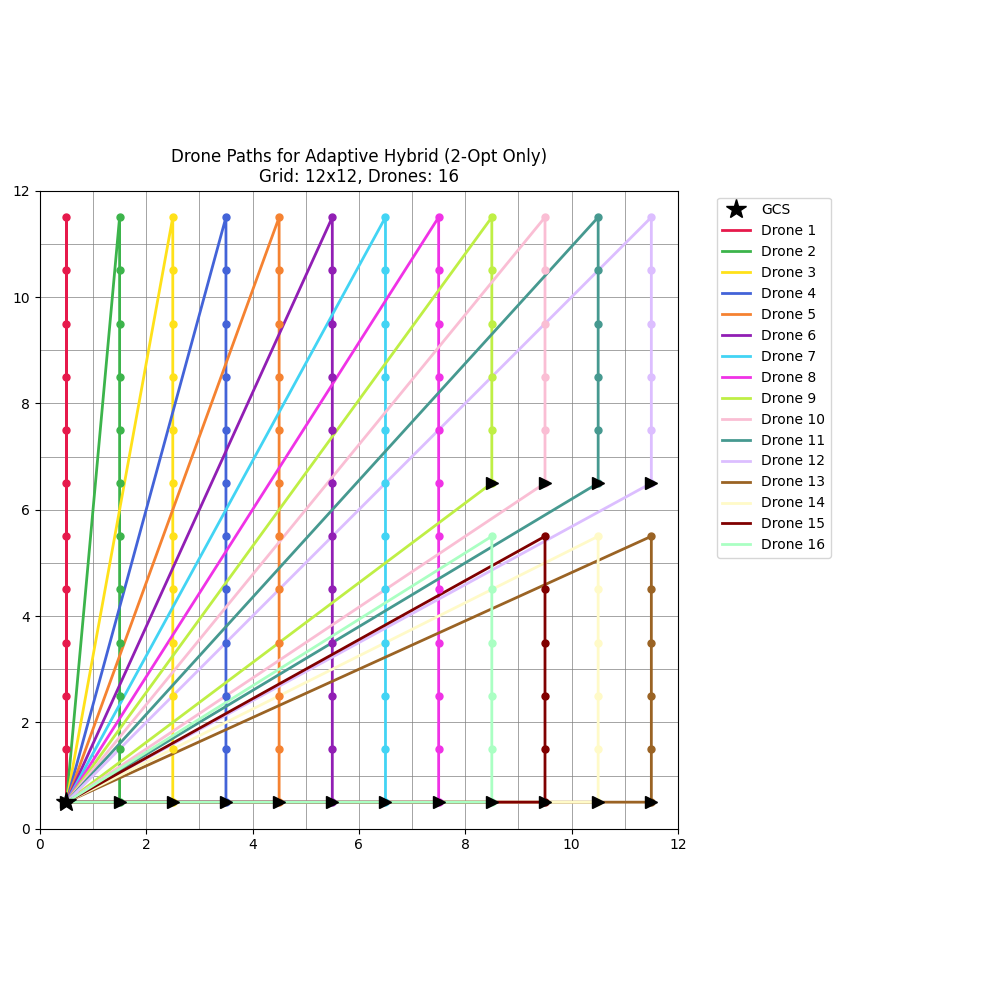 Drone Paths for Adaptive Hybrid (2-Opt Only)
Grid: 12x12, Drones: 16
12
10
8
6
4
2
0
0 2 4 6 8 10 12
GCS
Drone 1
Drone 2
Drone 3
Drone 4
Drone 5
Drone 6
Drone 7
Drone 8
Drone 9
Drone 10
Drone 11
Drone 12
Drone 13
Drone 14
Drone 15
Drone 16